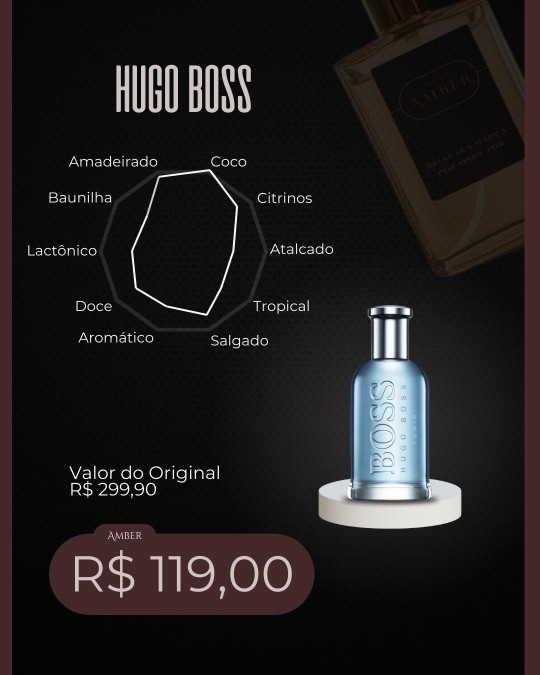 AMBER
HUGO BOSS
Amadeirado
Coco
Baunilha
Citrinos
Lactônico
Atalcado
Doce
Tropical
Aromático
Salgado
BOSS
HUGO BOSS
Valor do Original
R$ 299,90
AMBER
R$ 119,00